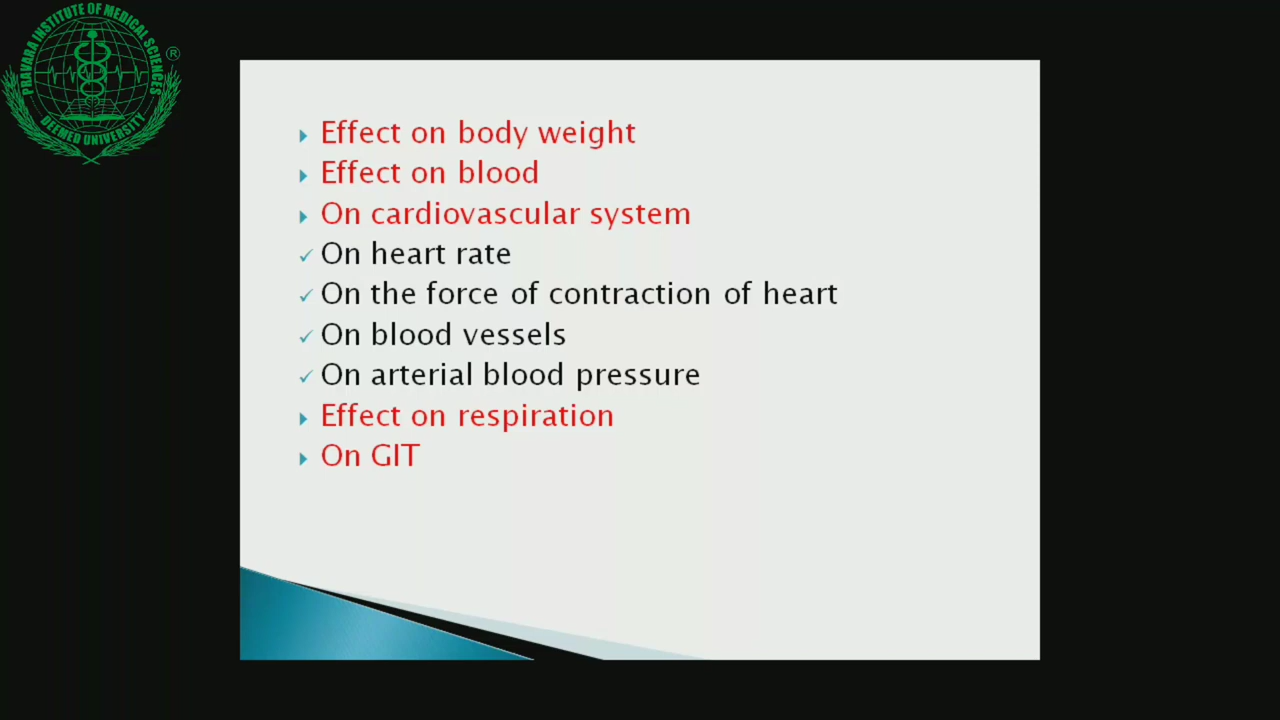 PRAVARA INSTITUTE OF MEDICAL SCIENCES
DEEMED UNIVERSITY
®
Effect on body weight
Effect on blood
On cardiovascular system
On heart rate
On the force of contraction of heart
On blood vessels
On arterial blood pressure
Effect on respiration
On GIT